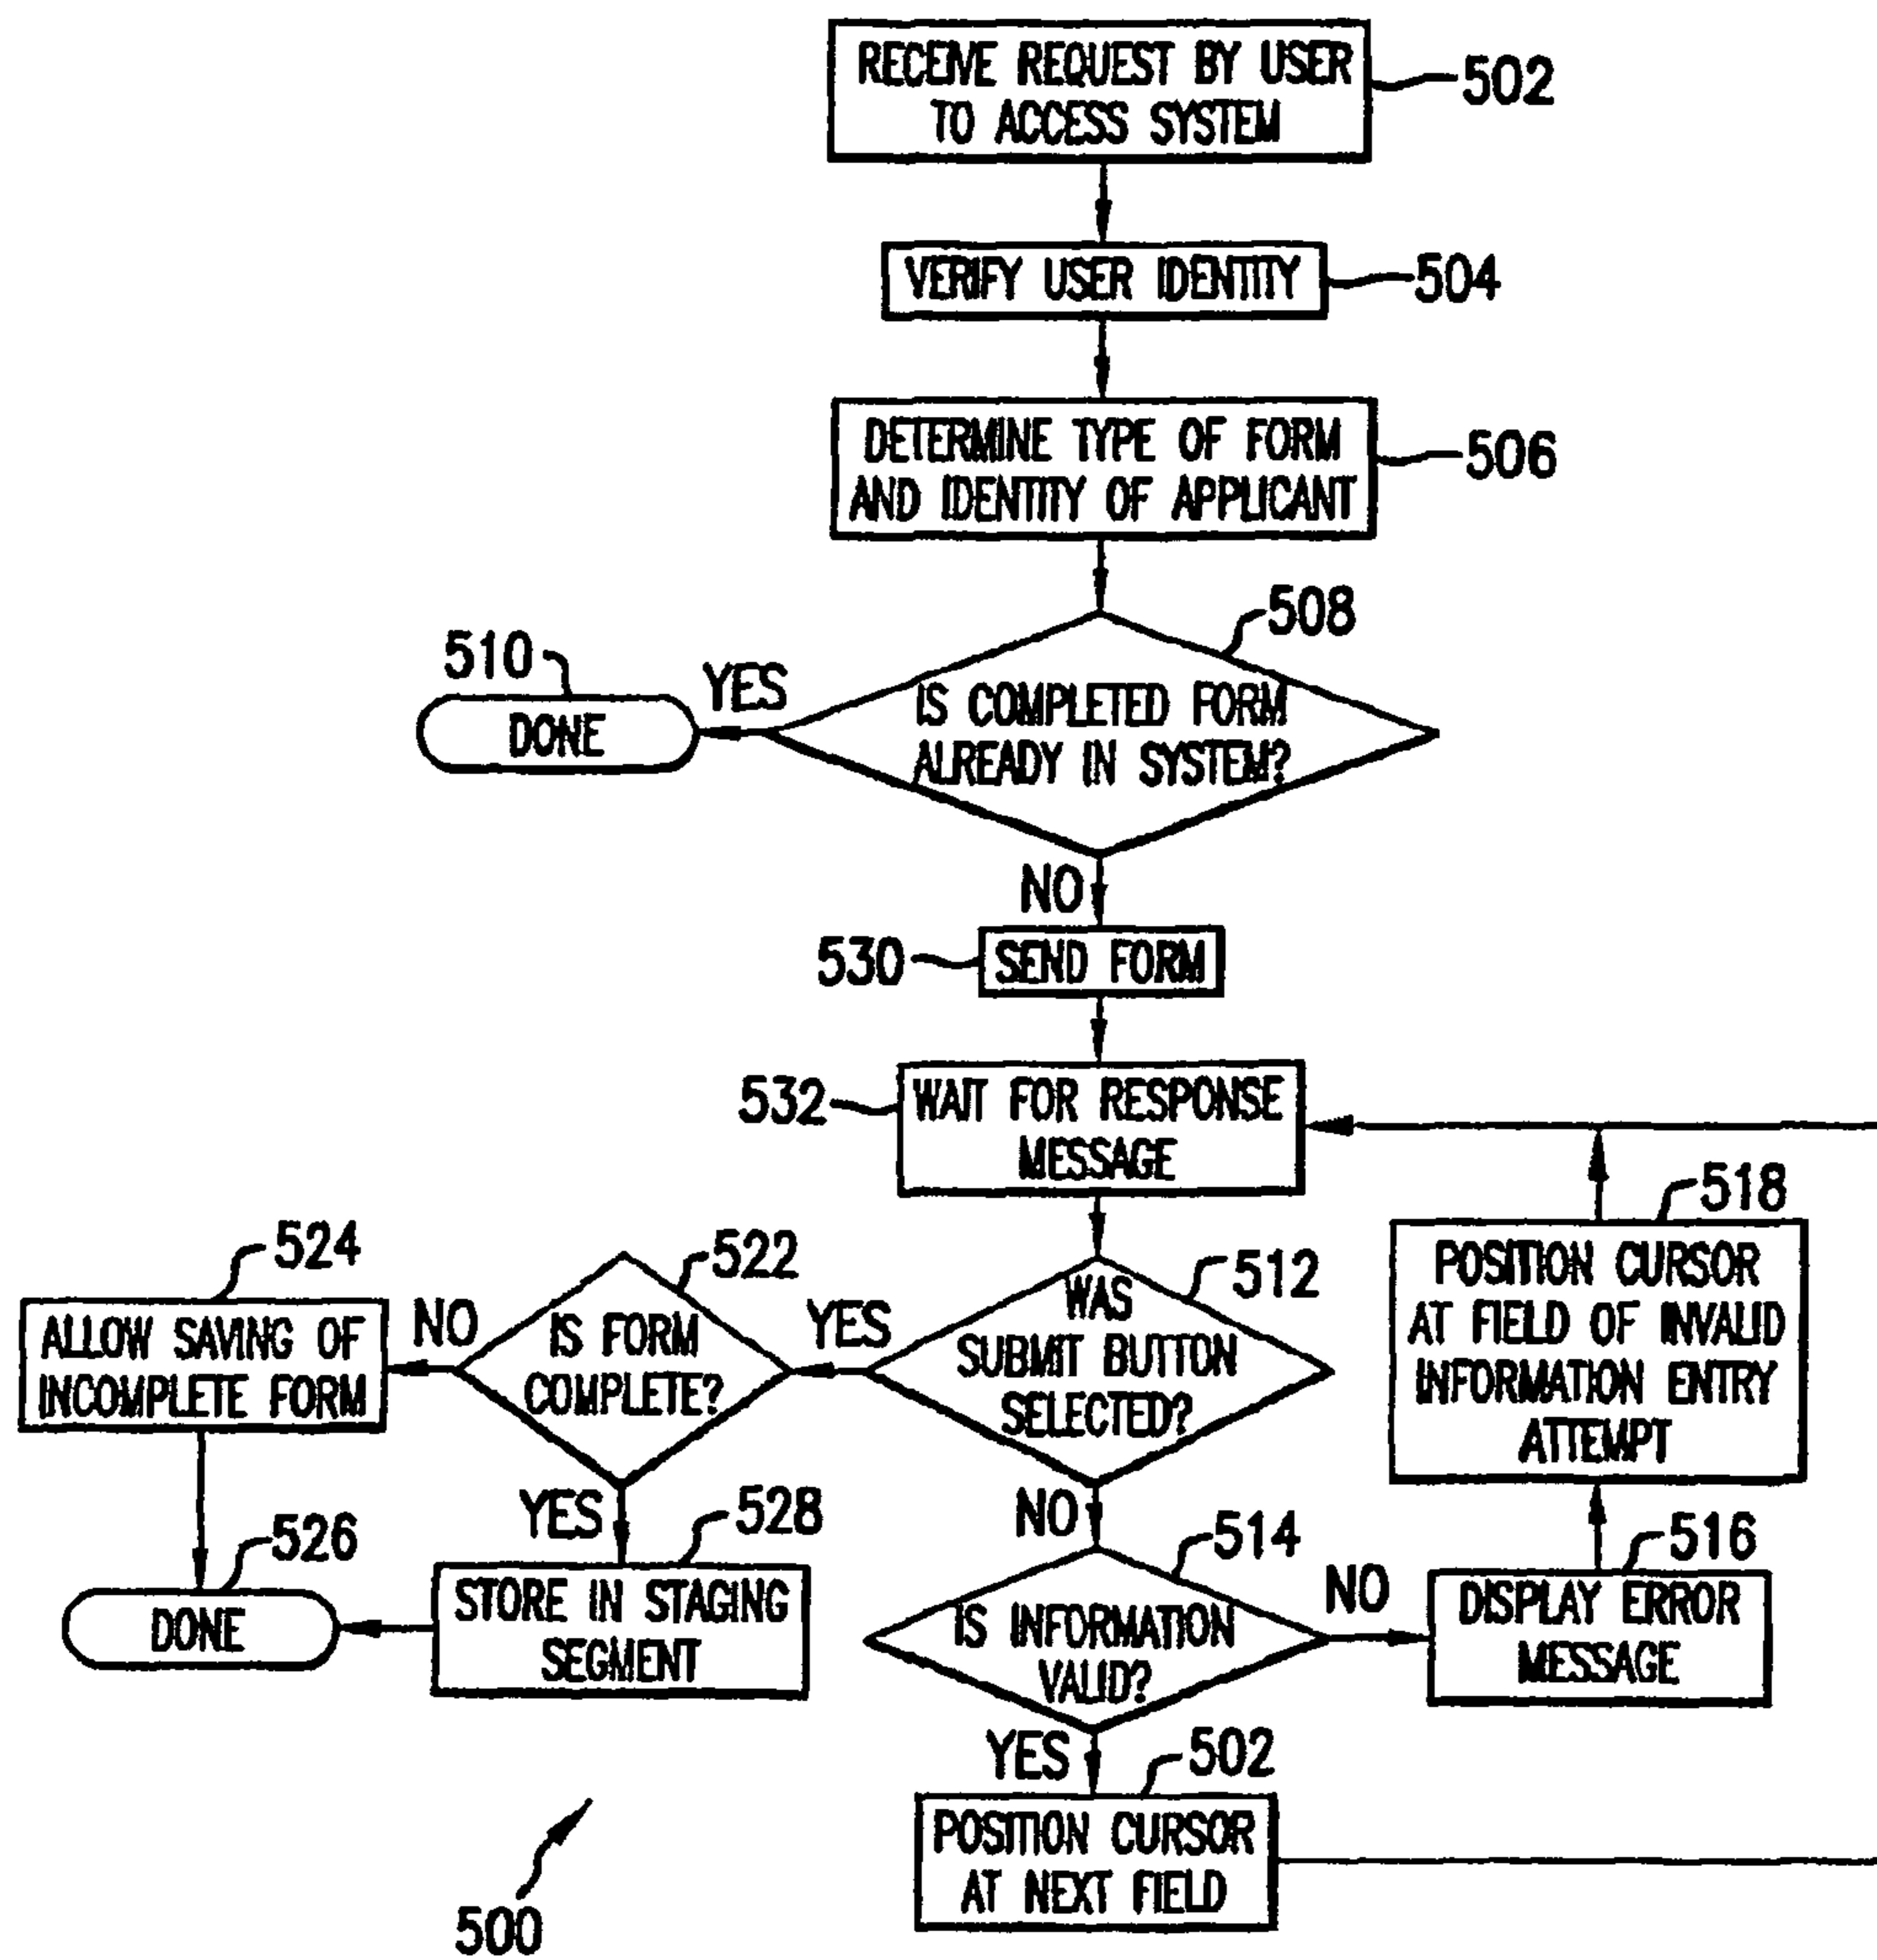 RECEIVE REQUEST BY USER
TO ACCESS SYSTEM
502
VERIFY USER IDENTITY
504
DETERMINE TYPE OF FORM
AND IDENTITY OF APPLICANT
506
508
IS COMPLETED FORM
ALREADY IN SYSTEM?
YES
510
DONE
NO
530
SEND FORM
532
WAIT FOR RESPONSE
MESSAGE
512
WAS
SUBMIT BUTTON
SELECTED?
YES
522
IS FORM
COMPLETE?
NO
524
ALLOW SAVING OF
INCOMPLETE FORM
YES
528
STORE IN STAGING
SEGMENT
526
DONE
NO
514
IS INFORMATION
VALID?
NO
516
DISPLAY ERROR
MESSAGE
518
POSITION CURSOR
AT FIELD OF INVALID
INFORMATION ENTRY
ATTEMPT
YES
502
POSITION CURSOR
AT NEXT FIELD
500